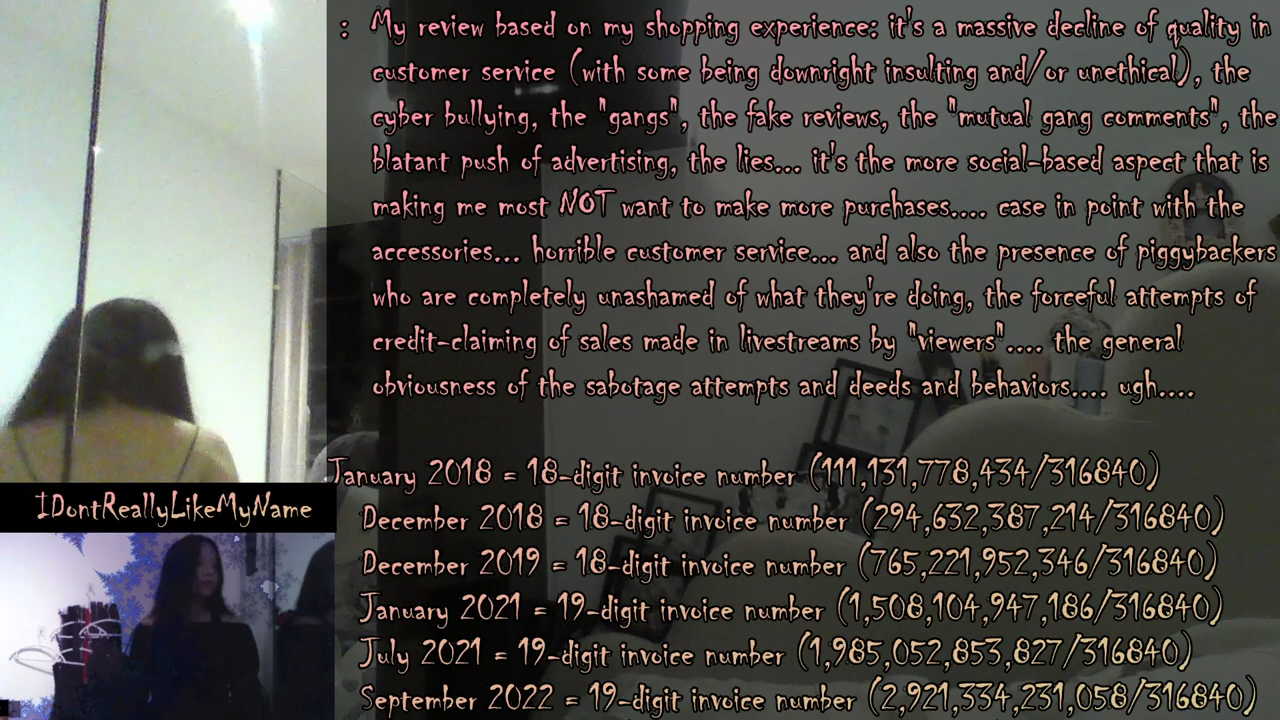 : My review based on my shopping experience: it's a massive decline of quality in
customer service (with some being downright insulting and/or unethical), the
cyber bullying, the "gangs", the fake reviews, the "mutual gang comments", the
blatant push of advertising, the lies... it's the more social-based aspect that is
making me most NOT want to make more purchases.... case in point with the
accessories... horrible customer service... and also the presence of piggybackers
who are completely unashamed of what they're doing, the forceful attempts of
credit-claiming of sales made in livestreams by "viewers".... the general
obviousness of the sabotage attempts and deeds and behaviors.... ugh....
January 2018 = 18-digit invoice number (111,131,778,434/316840)
December 2018 = 18-digit invoice number (294,632,387,214/316840)
December 2019 = 18-digit invoice number (765,221,952,346/316840)
January 2021 = 19-digit invoice number (1,508,104,947,186/316840)
July 2021 = 19-digit invoice number (1,985,052,853,827/316840)
September 2022 = 19-digit invoice number (2,921,334,231,058/316840)
IDontReallyLikeMyName